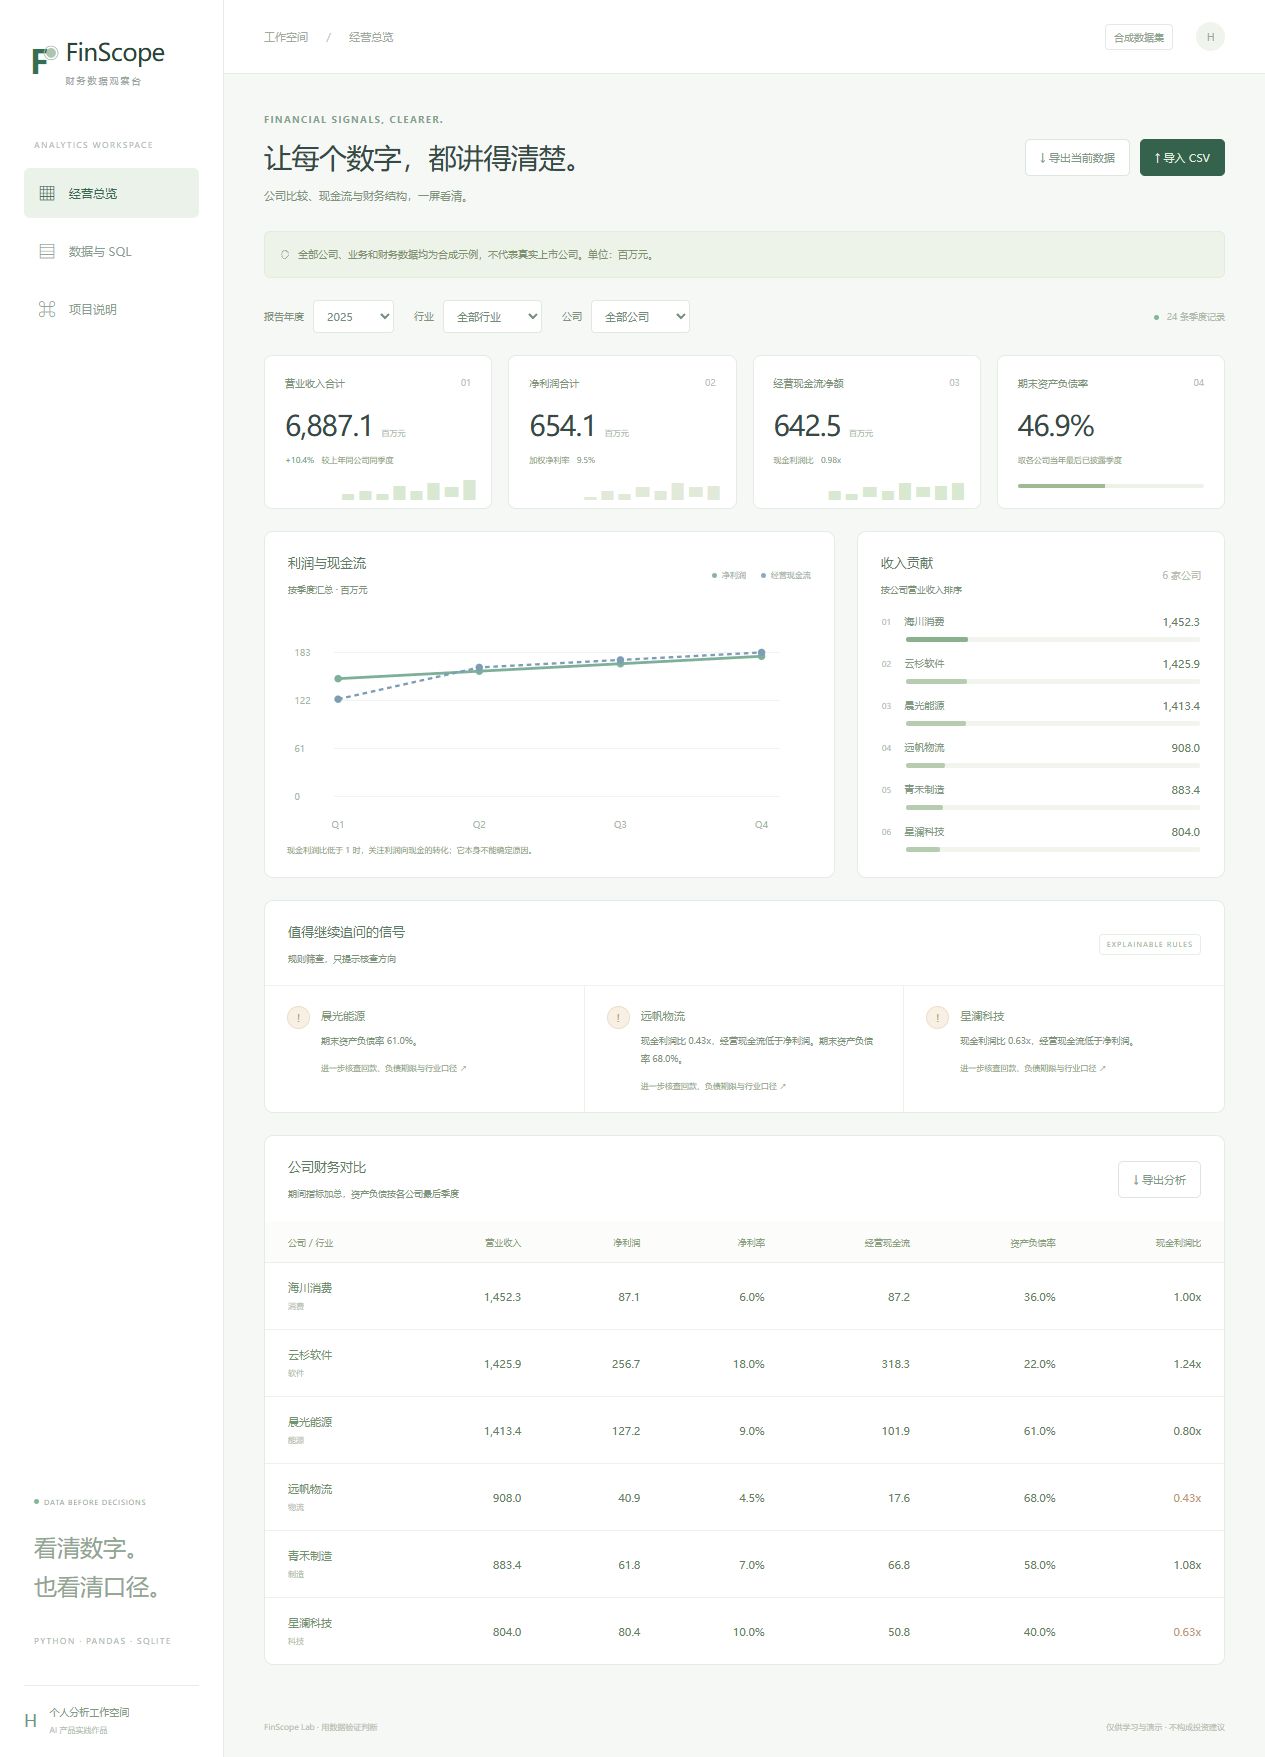 FinScope
财务数据观察台
ANALYTICS WORKSPACE
经营总览
数据与 SQL
项目说明
DATA BEFORE DECISIONS
看清数字。
也看清口径。
PYTHON · PANDAS · SQLITE
H
个人分析工作空间
AI 产品实践作品
工作空间 / 经营总览
合成数据集
H
FINANCIAL SIGNALS, CLEARER.
让每个数字，都讲得清楚。
公司比较、现金流与财务结构，一屏看清。
↓导出当前数据
↑导入 CSV
全部公司、业务和财务数据均为合成示例，不代表真实上市公司。单位：百万元。
报告年度 2025 行业 全部行业 公司 全部公司
24 条季度记录
营业收入合计 01
6,887.1 百万元
+10.4% 较上年同公司同季度
净利润合计 02
654.1 百万元
加权净利率 9.5%
经营现金流净额 03
642.5 百万元
现金利润比 0.98x
期末资产负债率 04
46.9%
取各公司当年最后已披露季度
利润与现金流
按季度汇总 · 百万元
净利润 经营现金流
183
122
61
0
Q1 Q2 Q3 Q4
现金利润比低于 1 时，关注利润向现金的转化；它本身不能确定原因。
收入贡献
按公司营业收入排序
6 家公司
01 海川消费 1,452.3
02 云杉软件 1,425.9
03 晨光能源 1,413.4
04 远帆物流 908.0
05 青禾制造 883.4
06 星澜科技 804.0
值得继续追问的信号
规则筛查，只提示核查方向
EXPLAINABLE RULES
! 晨光能源
期末资产负债率 61.0%。
进一步核查回款、负债期限与行业口径 ↗
! 远帆物流
现金利润比 0.43x，经营现金流低于净利润。期末资产负债
率 68.0%。
进一步核查回款、负债期限与行业口径 ↗
! 星澜科技
现金利润比 0.63x，经营现金流低于净利润。
进一步核查回款、负债期限与行业口径 ↗
公司财务对比
期间指标加总，资产负债按各公司最后季度
↓导出分析
公司 / 行业 营业收入 净利润 净利率 经营现金流 资产负债率 现金利润比
海川消费 1,452.3 87.1 6.0% 87.2 36.0% 1.00x
消费
云杉软件 1,425.9 256.7 18.0% 318.3 22.0% 1.24x
软件
晨光能源 1,413.4 127.2 9.0% 101.9 61.0% 0.80x
能源
远帆物流 908.0 40.9 4.5% 17.6 68.0% 0.43x
物流
青禾制造 883.4 61.8 7.0% 66.8 58.0% 1.08x
制造
星澜科技 804.0 80.4 10.0% 50.8 40.0% 0.63x
科技
FinScope Lab · 用数据验证判断
仅供学习与演示 · 不构成投资建议